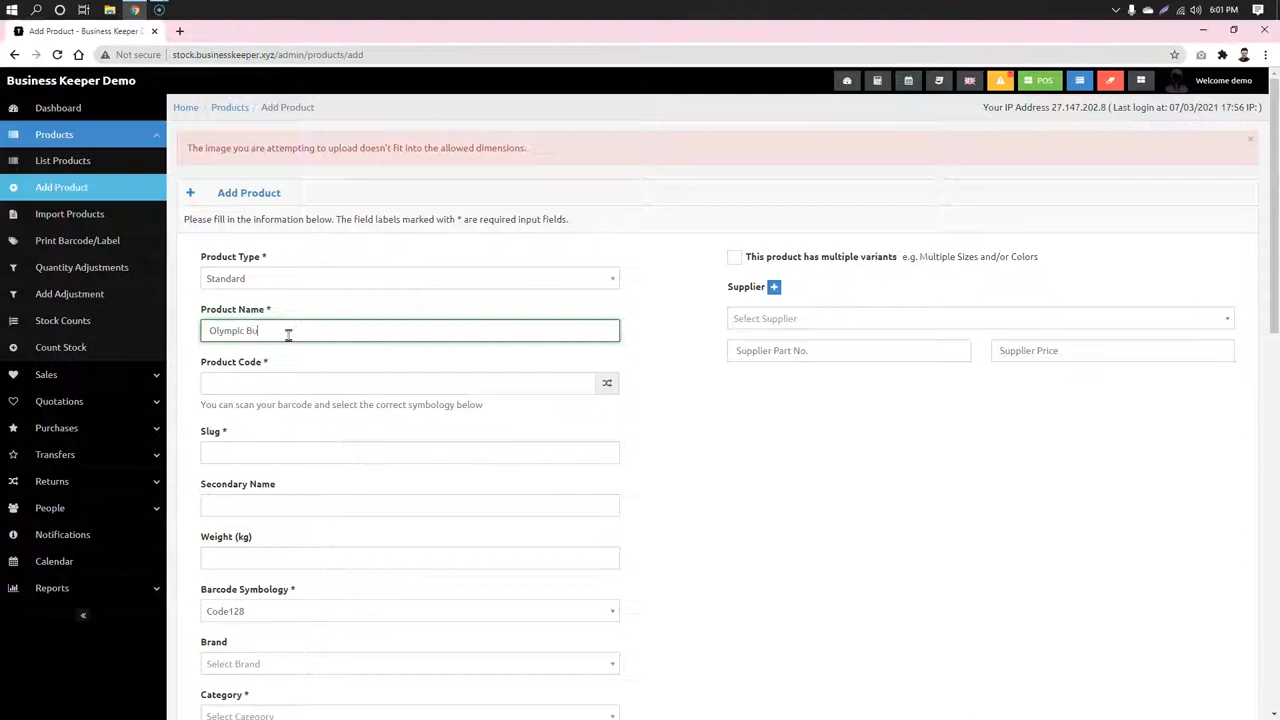 6:01 PM
Add Product - Business Keeper D
Not secure | stock.businesskeeper.xyz/admin/products/add
Business Keeper Demo
POS
Welcome demo
Dashboard
Products
List Products
Add Product
Import Products
Print Barcode/Label
Quantity Adjustments
Add Adjustment
Stock Counts
Count Stock
Sales
Quotations
Purchases
Transfers
Returns
People
Notifications
Calendar
Reports
Home / Products / Add Product
Your IP Address 27.147.202.8 ( Last login at: 07/03/2021 17:56 IP: )
The image you are attempting to upload doesn't fit into the allowed dimensions.
×
Add Product
Please fill in the information below. The field labels marked with * are required input fields.
Product Type *
Standard
Product Name *
Olympic Bu
Product Code *
You can scan your barcode and select the correct symbology below
Slug *
Secondary Name
Weight (kg)
Barcode Symbology *
Code128
Brand
Select Brand
Category *
Select Category
This product has multiple variants e.g. Multiple Sizes and/or Colors
Supplier
Select Supplier
Supplier Part No.
Supplier Price